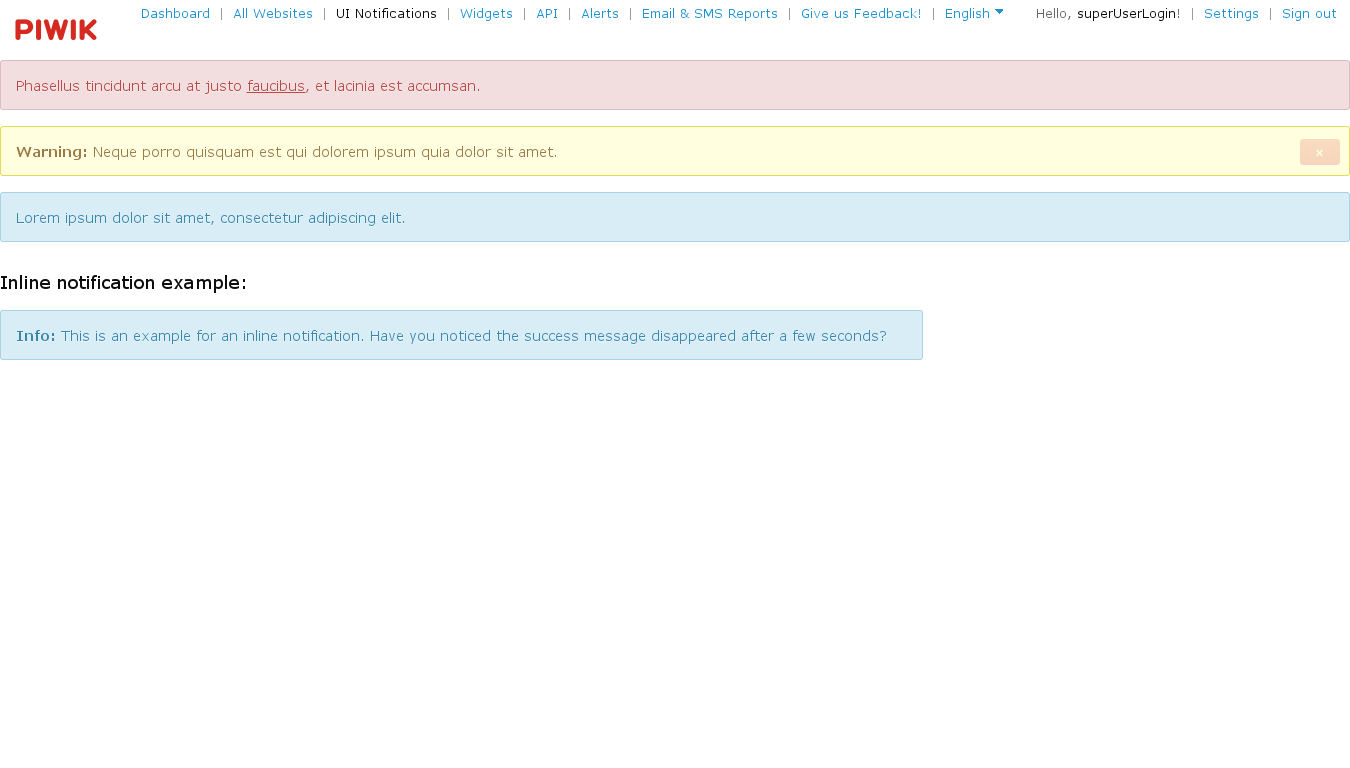 PIWIK
Dashboard | All Websites | UI Notifications | Widgets | API | Alerts | Email & SMS Reports | Give us Feedback! | English Hello, superUserLogin! | Settings | Sign out
Phasellus tincidunt arcu at justo faucibus, et lacinia est accumsan.
Warning: Neque porro quisquam est qui dolorem ipsum quia dolor sit amet. ×
Lorem ipsum dolor sit amet, consectetur adipiscing elit.
Inline notification example:
Info: This is an example for an inline notification. Have you noticed the success message disappeared after a few seconds?